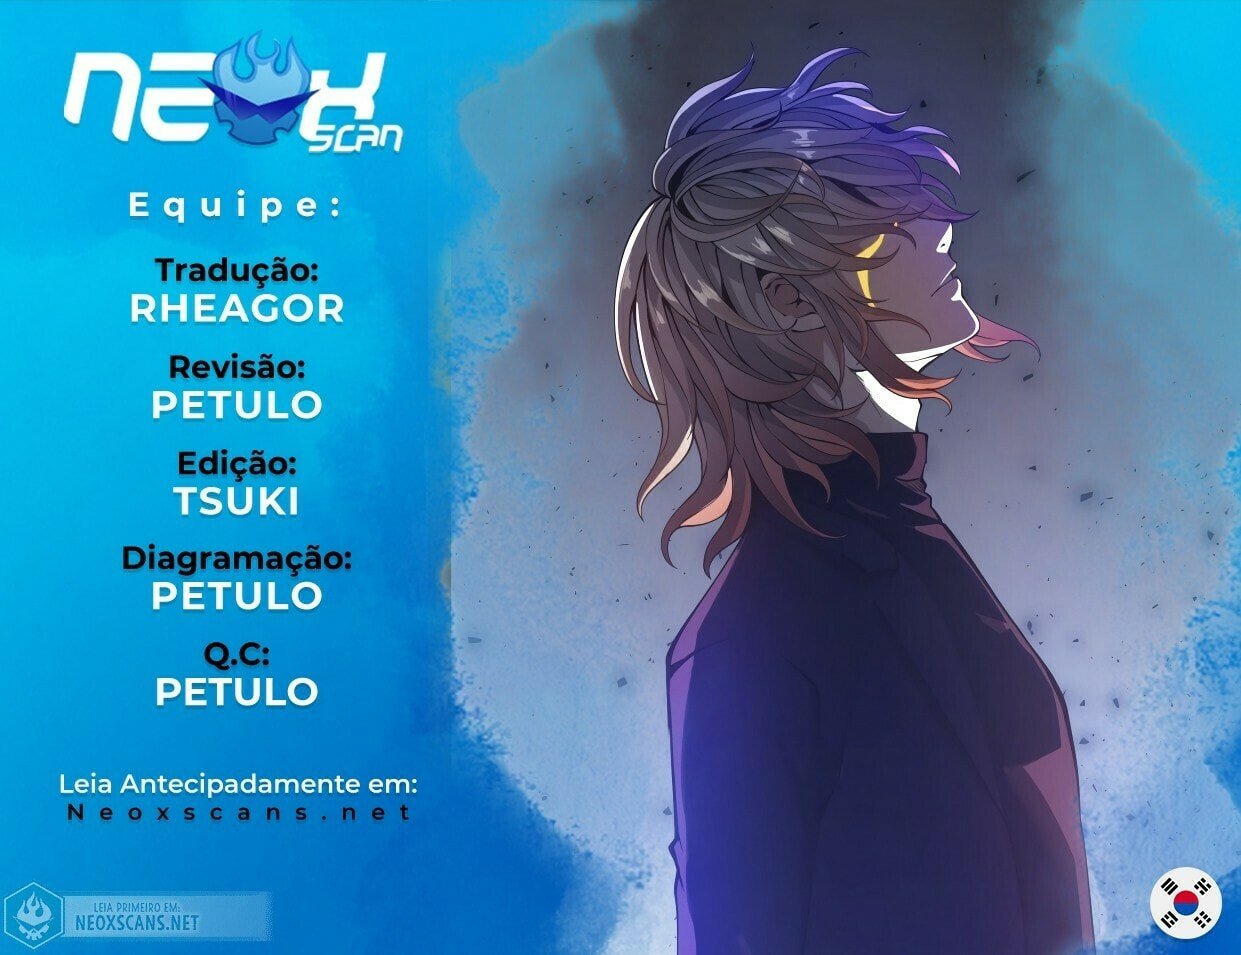 NEOX
SCAN
Equipe:
Tradução:
RHEAGOR
Revisão:
PETULO
Edição:
TSUKI
Diagramação:
PETULO
Q.C:
PETULO
Leia Antecipadamente em:
Neoxscans.net
LEIA PRIMEIRO EM:
NEOXSCANS.NET